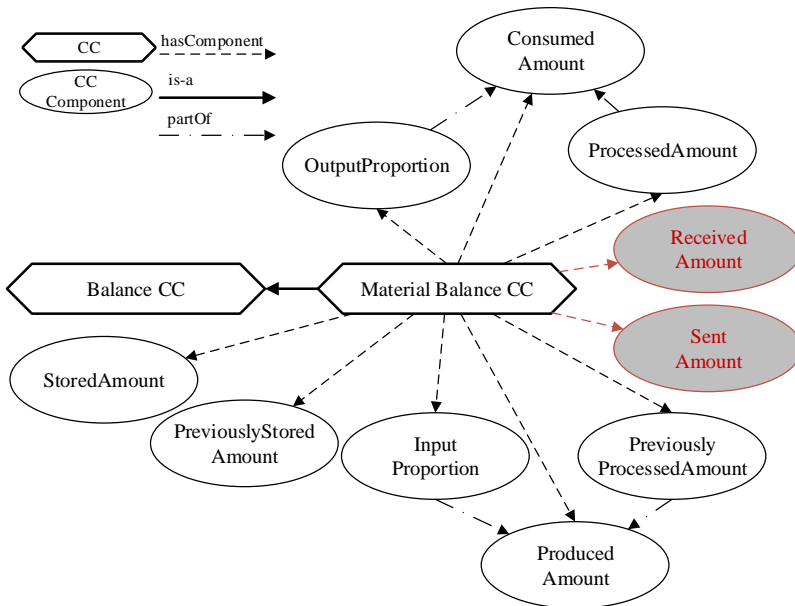 CC
hasComponent
CC
Component
is-a
partOf
Consumed
Amount
OutputProportion
ProcessedAmount
Received
Amount
Balance CC
Material Balance CC
Sent
Amount
StoredAmount
PreviouslyStored
Amount
Input
Proportion
Previously
ProcessedAmount
Produced
Amount